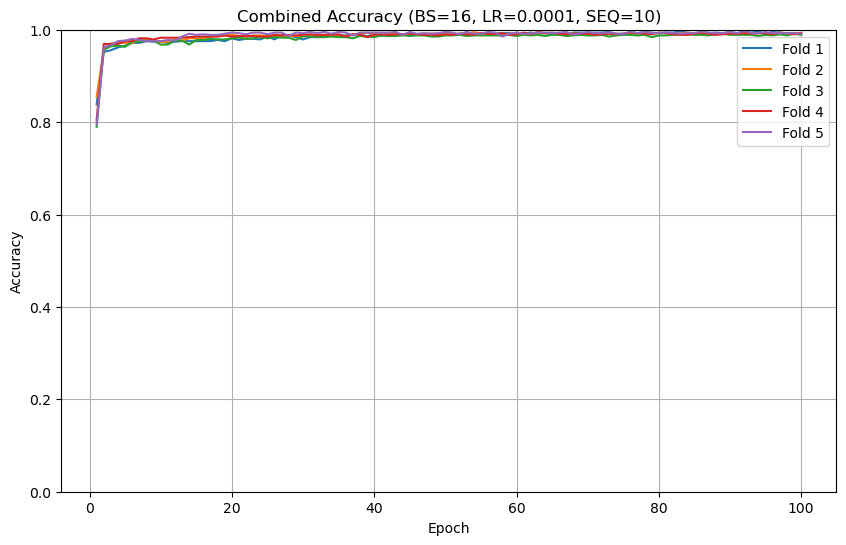 Combined Accuracy (BS=16, LR=0.0001, SEQ=10)
1.0
0.8
0.6
0.4
0.2
0.0
Accuracy
Fold 1
Fold 2
Fold 3
Fold 4
Fold 5
0 20 40 60 80 100
Epoch